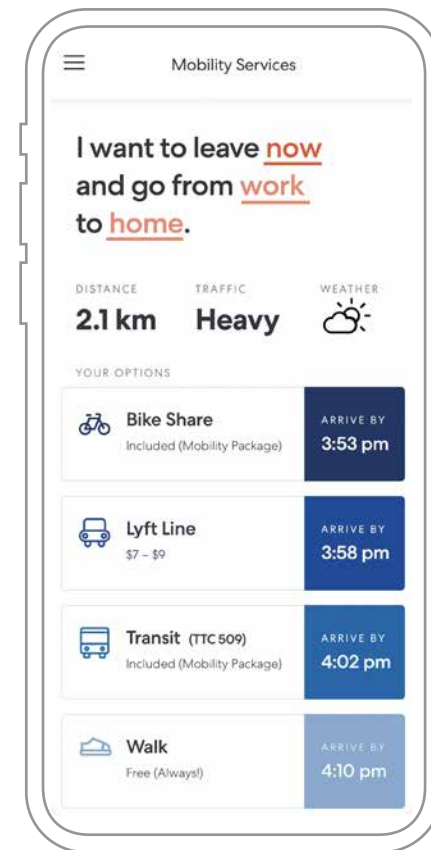 Mobility Services
I want to leave now
and go from work
to home.
DISTANCE TRAFFIC WEATHER
2.1 km Heavy
YOUR OPTIONS
Bike Share
Included (Mobility Package)
ARRIVE BY
3:53 pm
Lyft Line
$7 – $9
ARRIVE BY
3:58 pm
Transit (TTC 509)
Included (Mobility Package)
ARRIVE BY
4:02 pm
Walk
Free (Always!)
ARRIVE BY
4:10 pm